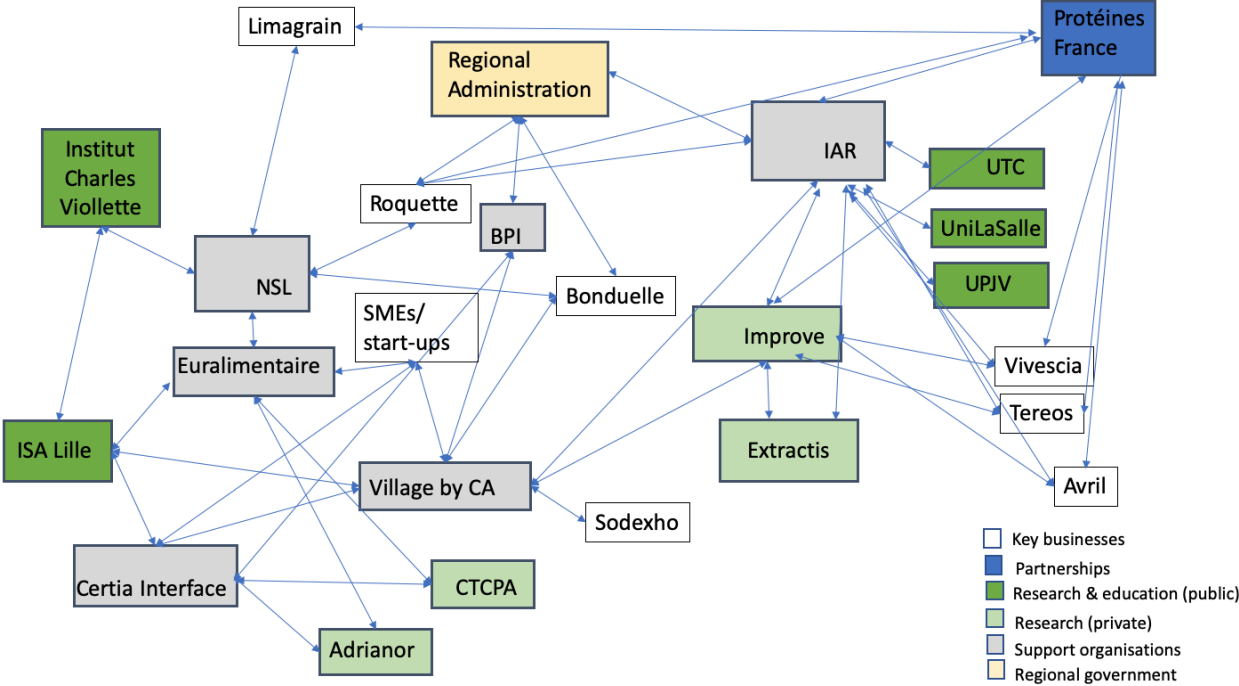 Limagrain
Protéines
France
Regional
Administration
IAR
Institut
Charles
Viollette
UTC
Roquette
UniLaSalle
BPI
NSL
UPJV
Bonduelle
SMEs/
start-ups
Improve
Euralimentaire
Vivescia
Tereos
ISA Lille
Extractis
Village by CA
Avril
Sodexho
Certia Interface
CTCPA
Adrianor
Key businesses
Partnerships
Research & education (public)
Research (private)
Support organisations
Regional government